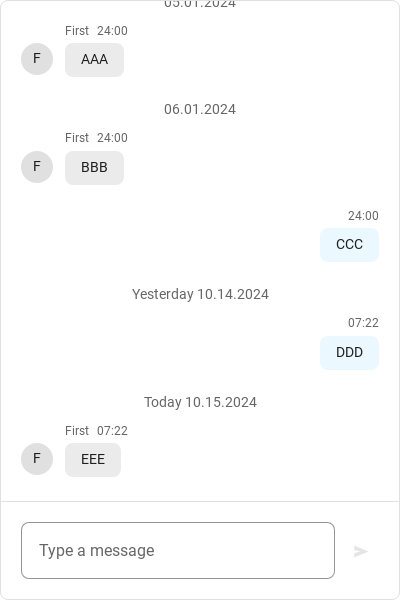 05.01.2024
First 24:00
F
AAA
06.01.2024
First 24:00
F
BBB
24:00
CCC
Yesterday 10.14.2024
07:22
DDD
Today 10.15.2024
First 07:22
F
EEE
Type a message